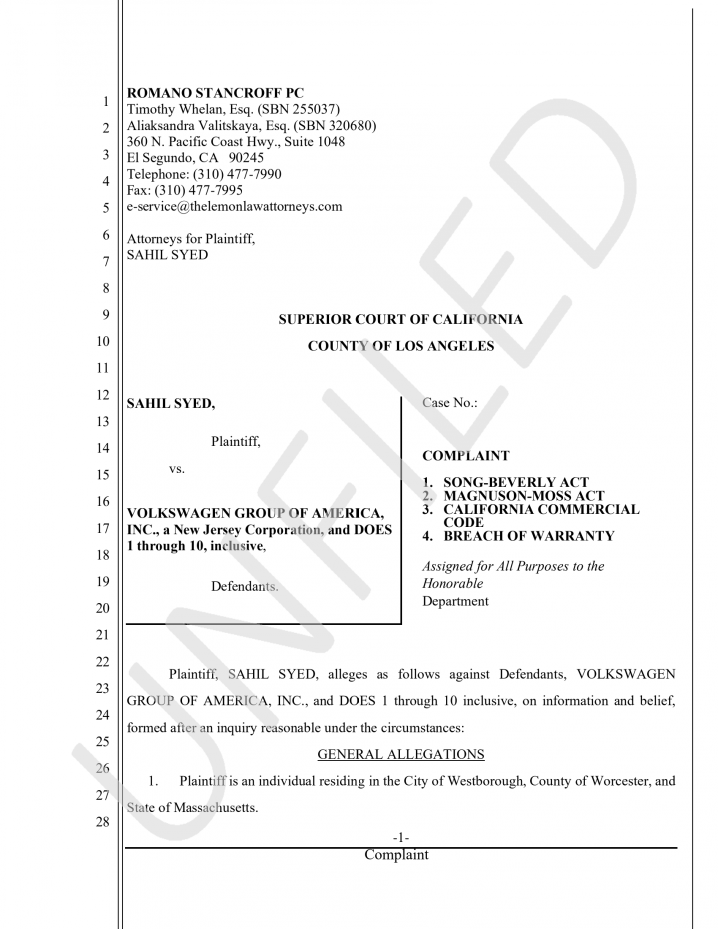 ROMANO STANCROFF PC
1 Timothy Whelan, Esq. (SBN 255037)
2 Aliaksandra Valitskaya, Esq. (SBN 320680)
360 N. Pacific Coast Hwy., Suite 1048
3 El Segundo, CA 90245
4 Telephone: (310) 477-7990
Fax: (310) 477-7995
5 e-service@thelemonlawattorneys.com
6 Attorneys for Plaintiff,
7 SAHIL SYED
8
9 SUPERIOR COURT OF CALIFORNIA
10 COUNTY OF LOS ANGELES
11
12 SAHIL SYED,
13
14 Plaintiff,
15 vs.
16 VOLKSWAGEN GROUP OF AMERICA,
17 INC., a New Jersey Corporation, and DOES
18 1 through 10, inclusive,
19 Defendants.
20
21
Case No.:
COMPLAINT
1. SONG-BEVERLY ACT
2. MAGNUSON-MOSS ACT
3. CALIFORNIA COMMERCIAL
CODE
4. BREACH OF WARRANTY
Assigned for All Purposes to the
Honorable
Department
22 Plaintiff, SAHIL SYED, alleges as follows against Defendants, VOLKSWAGEN
23 GROUP OF AMERICA, INC., and DOES 1 through 10 inclusive, on information and belief,
24 formed after an inquiry reasonable under the circumstances:
25 GENERAL ALLEGATIONS
26 1. Plaintiff is an individual residing in the City of Westborough, County of Worcester, and
27 State of Massachusetts.
28
-1-
Complaint
UNFILED